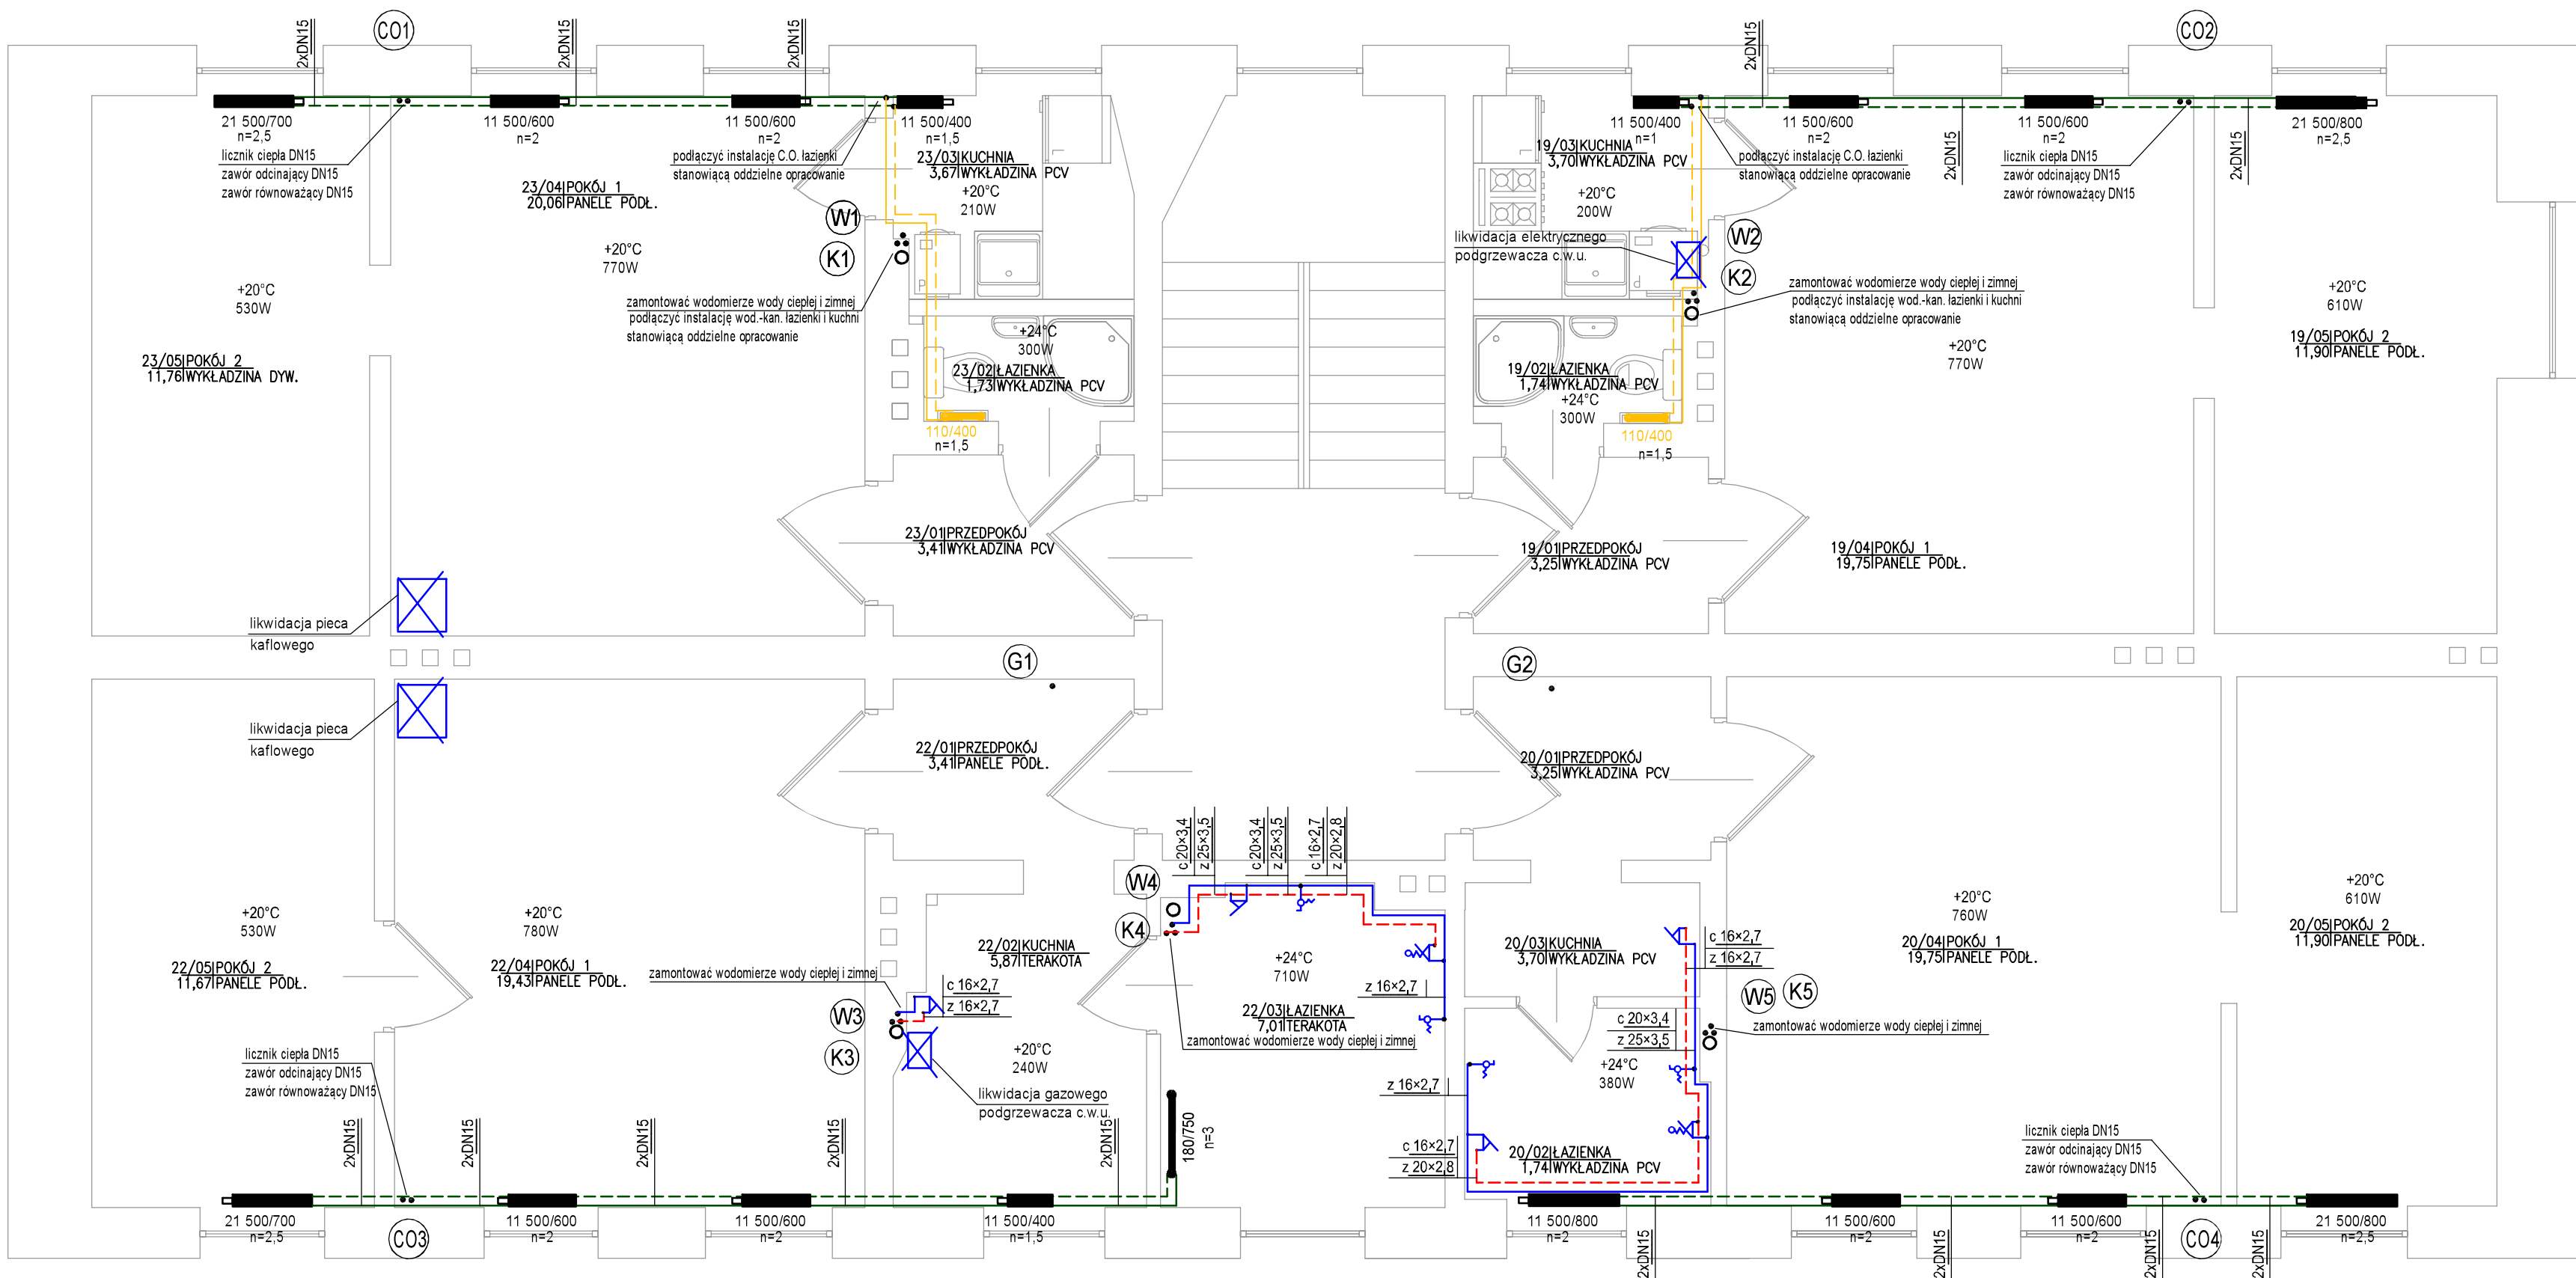 CO1
CO2
2xDN15
2xDN15
2xDN15
2xDN15
21 500/700
n=2,5
11 500/600
n=2
11 500/600
n=2
11 500/400
n=1,5
11 500/400
n=1
11 500/600
n=2
11 500/600
n=2
21 500/800
n=2,5
2xDN15
2xDN15
licznik ciepła DN15
zawór odcinający DN15
zawór równoważący DN15
podłączyć instalację C.O. łazienki
stanowiącą oddzielne opracowanie
23/03 KUCHNIA
3,67 WYKŁADZINA PCV
+20°C
210W
19/03 KUCHNIA
3,70 WYKŁADZINA PCV
+20°C
200W
podłączyć instalację C.O. łazienki
stanowiącą oddzielne opracowanie
licznik ciepła DN15
zawór odcinający DN15
zawór równoważący DN15
23/04 POKÓJ 1
20,06 PANELE PODŁ.
+20°C
770W
W1
K1
likwidacja elektrycznego
podgrzewacza c.w.u.
W2
K2
+20°C
530W
zamontować wodomierze wody ciepłej i zimnej
podłączyć instalację wod.-kan. łazienki i kuchni
stanowiącą oddzielne opracowanie
zamontować wodomierze wody ciepłej i zimnej
podłączyć instalację wod.-kan. łazienki i kuchni
stanowiącą oddzielne opracowanie
+20°C
610W
23/05 POKÓJ 2
11,76 WYKŁADZINA DYW.
+24°C
300W
23/02 ŁAZIENKA
1,73 WYKŁADZINA PCV
19/02 ŁAZIENKA
1,74 WYKŁADZINA PCV
+24°C
300W
+20°C
770W
19/05 POKÓJ 2
11,90 PANELE PODŁ.
110/400
n=1,5
110/400
n=1,5
23/01 PRZEDPOKÓJ
3,41 WYKŁADZINA PCV
19/01 PRZEDPOKÓJ
3,25 WYKŁADZINA PCV
19/04 POKÓJ 1
19,75 PANELE PODŁ.
likwidacja pieca
kaflowego
G1
G2
likwidacja pieca
kaflowego
22/01 PRZEDPOKÓJ
3,41 PANELE PODŁ.
20/01 PRZEDPOKÓJ
3,25 WYKŁADZINA PCV
c 20×3,4
z 25×3,5
c 20×3,4
z 25×3,5
c 16×2,7
z 20×2,8
W4
K4
+20°C
530W
22/05 POKÓJ 2
11,67 PANELE PODŁ.
+20°C
780W
22/04 POKÓJ 1
19,43 PANELE PODŁ.
22/02 KUCHNIA
5,87 TERAKOTA
zamontować wodomierze wody ciepłej i zimnej
c 16×2,7
z 16×2,7
W3
K3
+20°C
240W
likwidacja gazowego
podgrzewacza c.w.u.
+24°C
710W
z 16×2,7
22/03 ŁAZIENKA
7,01 TERAKOTA
zamontować wodomierze wody ciepłej i zimnej
20/03 KUCHNIA
3,70 WYKŁADZINA PCV
c 16×2,7
z 16×2,7
W5
K5
c 20×3,4
z 25×3,5
zamontować wodomierze wody ciepłej i zimnej
+24°C
380W
z 16×2,7
c 16×2,7
z 20×2,8
20/02 ŁAZIENKA
1,74 WYKŁADZINA PCV
+20°C
760W
20/04 POKÓJ 1
19,75 PANELE PODŁ.
+20°C
610W
20/05 POKÓJ 2
11,90 PANELE PODŁ.
licznik ciepła DN15
zawór odcinający DN15
zawór równoważący DN15
licznik ciepła DN15
zawór odcinający DN15
zawór równoważący DN15
2xDN15
2xDN15
2xDN15
2xDN15
2xDN15
180/750
n=3
21 500/700
n=2,5
CO3
11 500/600
n=2
11 500/600
n=2
11 500/400
n=1,5
11 500/800
n=2
11 500/600
n=2
11 500/600
n=2
CO4
21 500/800
n=2,5
2xDN15
2xDN15
2xDN15
2xDN15